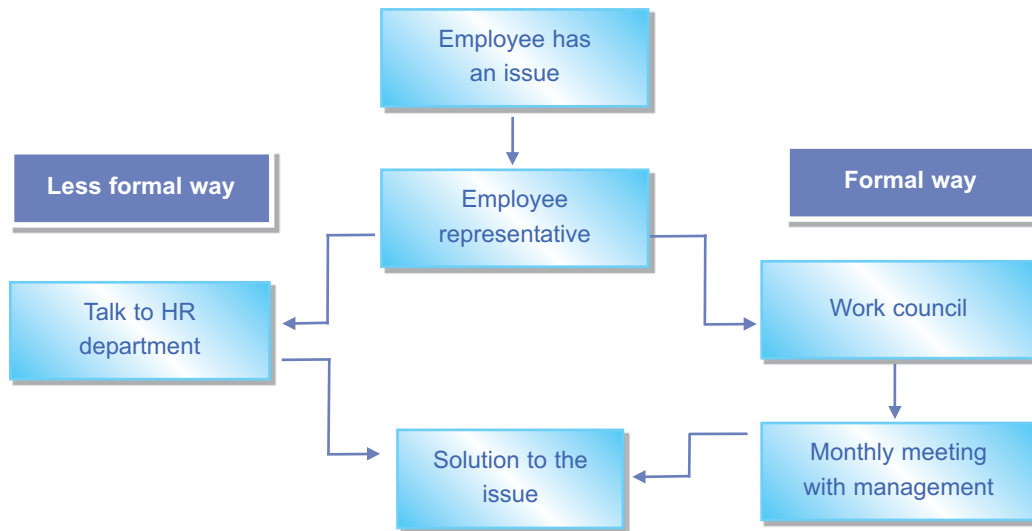 Employee has
an issue
Less formal way
Formal way
Employee
representative
Talk to HR
department
Work council
Solution to the
issue
Monthly meeting
with management